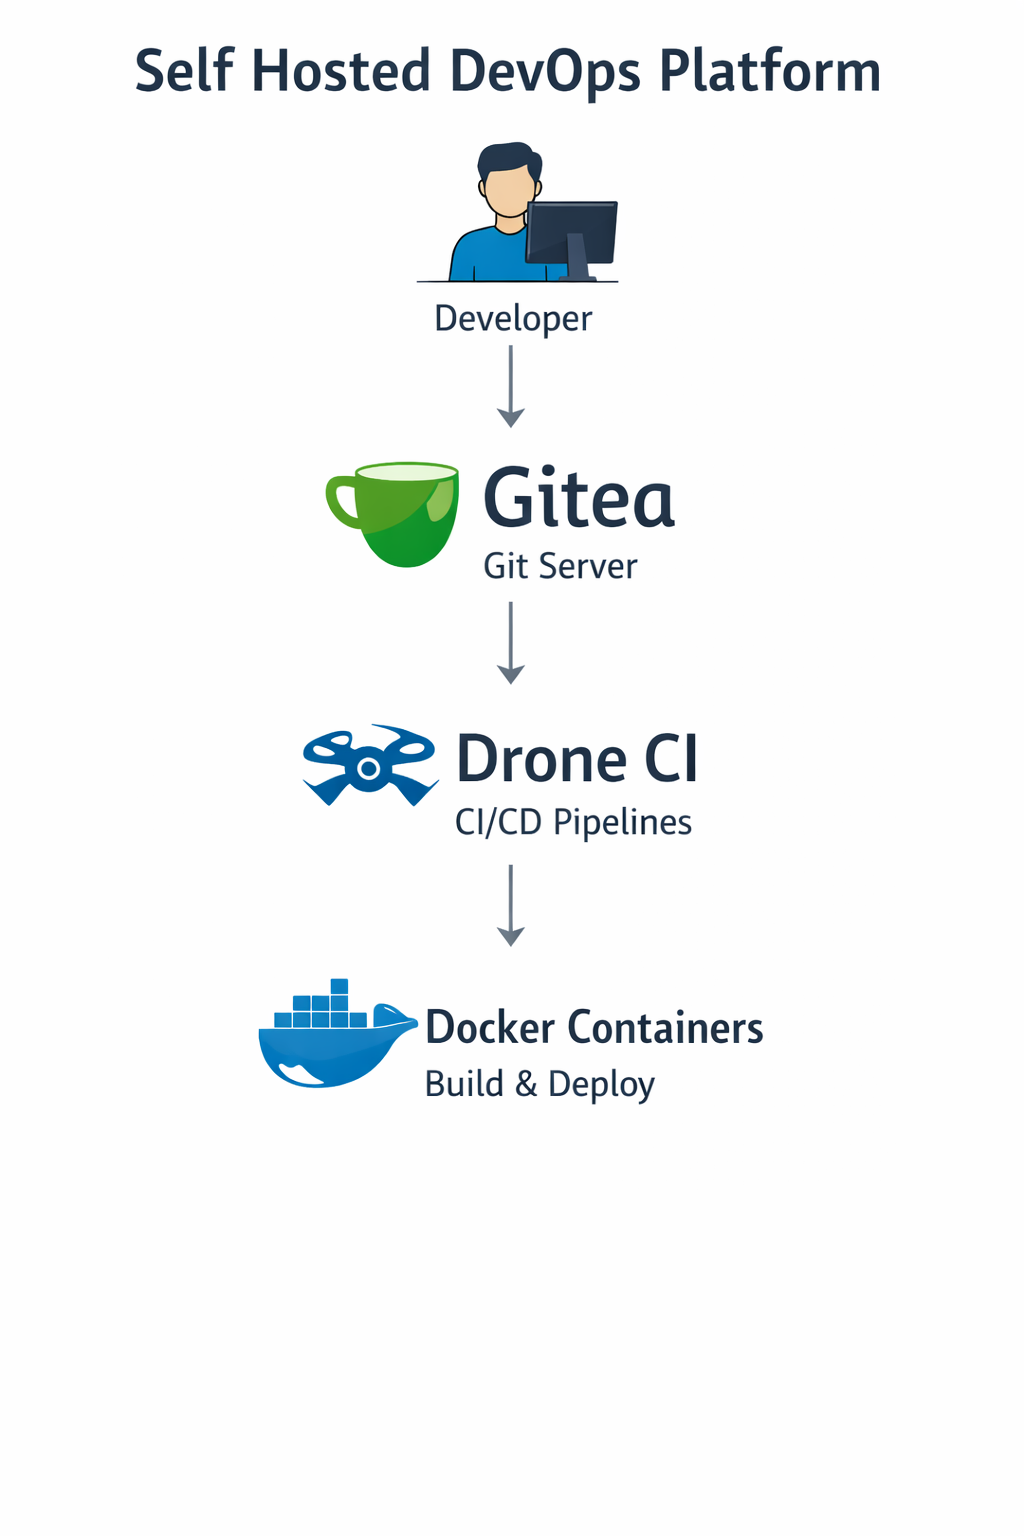 Self Hosted DevOps Platform
Developer
Gitea
Git Server
Drone CI
CI/CD Pipelines
Docker Containers
Build & Deploy